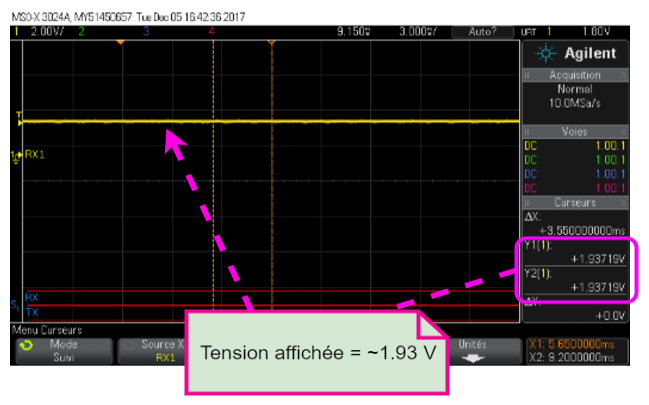 MSO-X 3024A, MY51450657: Tue Dec 05 16:42:36 2017
1 2.00V/ 2 3 4 9.150s 3.000s/ Auto? URT 1 1.80V
Agilent
Acquisition
Normal
10.0MSa/s
Voies
DC 1.00:1
DC 1.00:1
DC 1.00:1
DC 1.00:1
Curseurs
ΔX:
+3.550000000ms
Y1(1):
+1.93719V
Y2(1):
+1.93719V
ΔY:
+0.0V
T
RX1
RX
S1 TX
Menu Curseurs
Mode
Suivi
Source X
RX1
Tension affichée = ~1.93 V
Unités
X1: 5.6500000ms
X2: 9.2000000ms